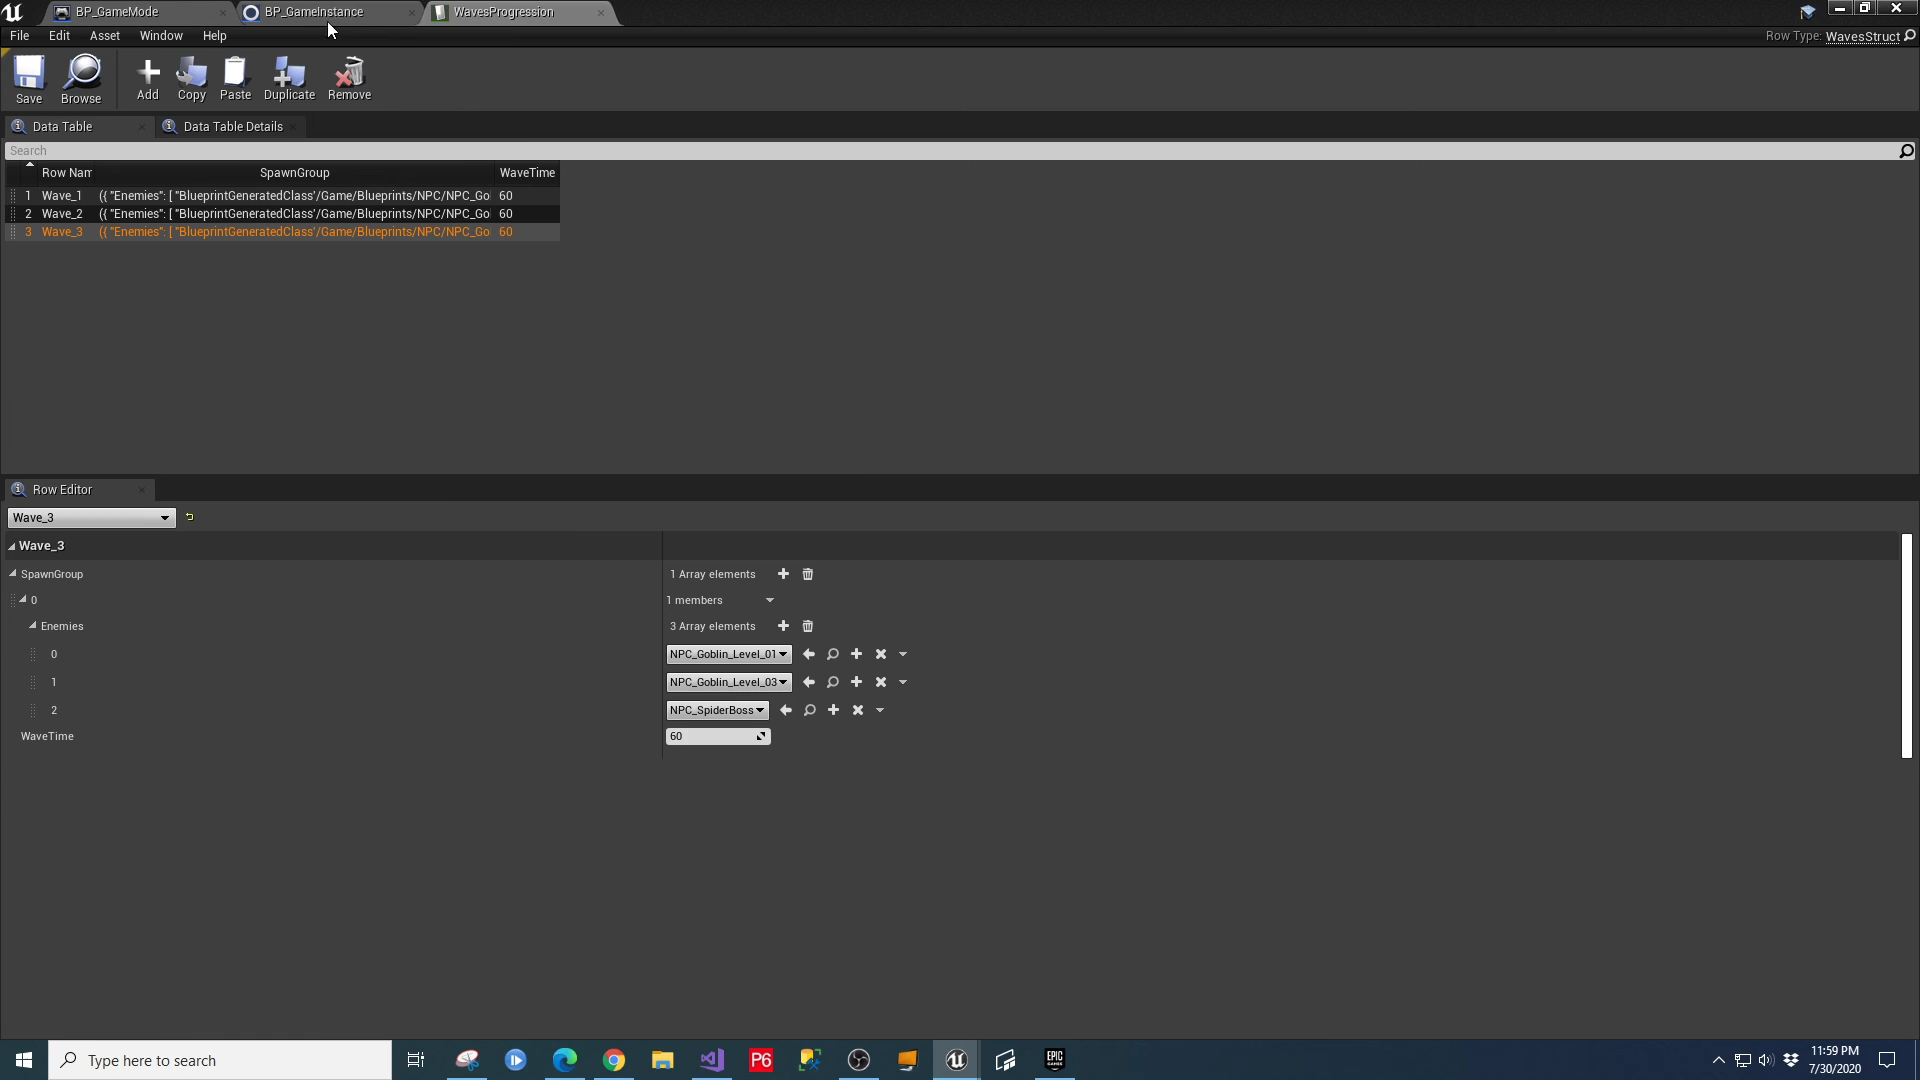 BP_GameMode
BP_GameInstance
WavesProgression
File Edit Asset Window Help
Row Type: WavesStruct
Save Browse Add Copy Paste Duplicate Remove
Data Table
Data Table Details
Search
Row Nam SpawnGroup WaveTime
1 Wave_1 (( "Enemies": [ "BlueprintGeneratedClass'/Game/Blueprints/NPC/NPC_Go 60
2 Wave_2 (( "Enemies": [ "BlueprintGeneratedClass'/Game/Blueprints/NPC/NPC_Go 60
3 Wave_3 (( "Enemies": [ "BlueprintGeneratedClass'/Game/Blueprints/NPC/NPC_Go 60
Row Editor
Wave_3
Wave_3
SpawnGroup 1 Array elements
0 1 members
Enemies 3 Array elements
0 NPC_Goblin_Level_01
1 NPC_Goblin_Level_03
2 NPC_SpiderBoss
WaveTime 60
Type here to search
P6
EPIC GAMES
11:59 PM
7/30/2020